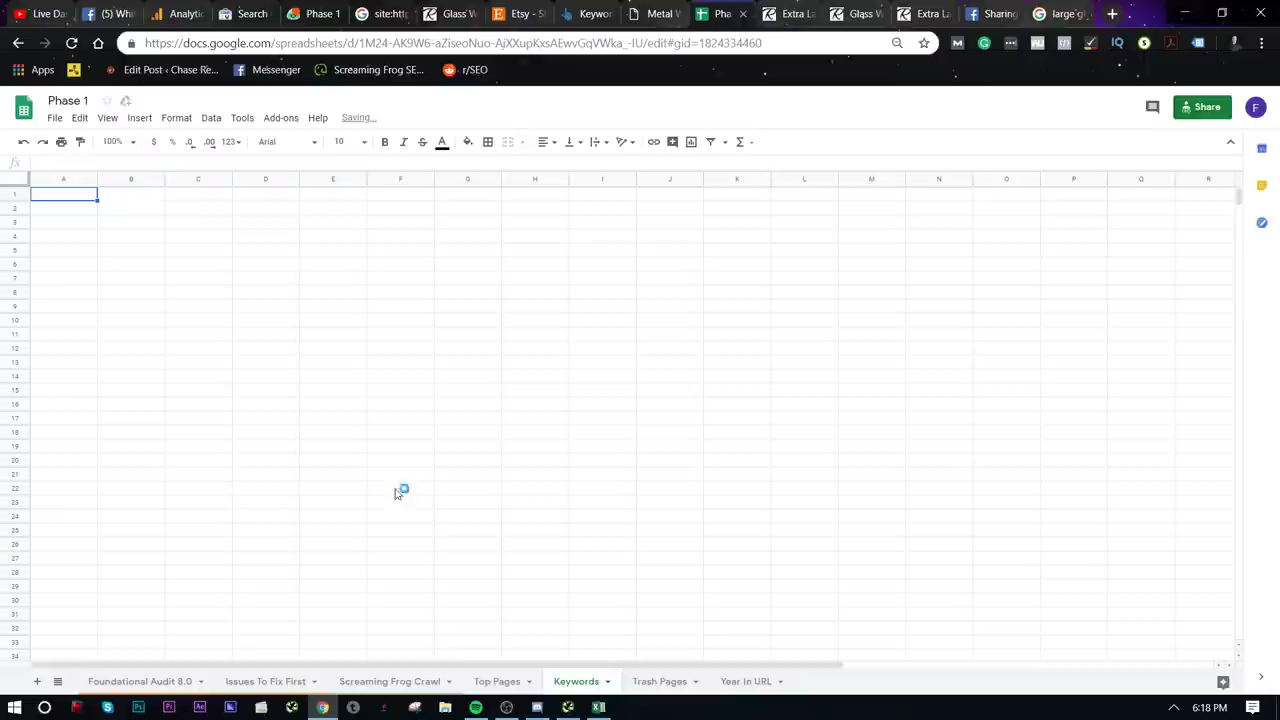 Live Da
(5) Whi
Analytic
Search
Phase 1
site:htt
Glass W
Etsy - S
Keywor
Metal W
Pha
Extra La
Glass W
Extra La
Sharing
large gl
https://docs.google.com/spreadsheets/d/1M24-AK9W6-aZiseoNuo-AjXXupKxsAEwvGqVWka_-IU/edit#gid=1824334460
Apps
Edit Post ‹ Chase Re...
Messenger
Screaming Frog SE...
r/SEO
Phase 1
File Edit View Insert Format Data Tools Add-ons Help Saving...
Share
F
100% $ % .0 .00 123 Arial 10 B I S A
fx
A B C D E F G H I J K L M N O P Q R
1
2
3
4
5
6
7
8
9
10
11
12
13
14
15
16
17
18
19
20
21
22
23
24
25
26
27
28
29
30
31
32
33
34
Foundational Audit 8.0
Issues To Fix First
Screaming Frog Crawl
Top Pages
Keywords
Trash Pages
Year In URL
6:18 PM